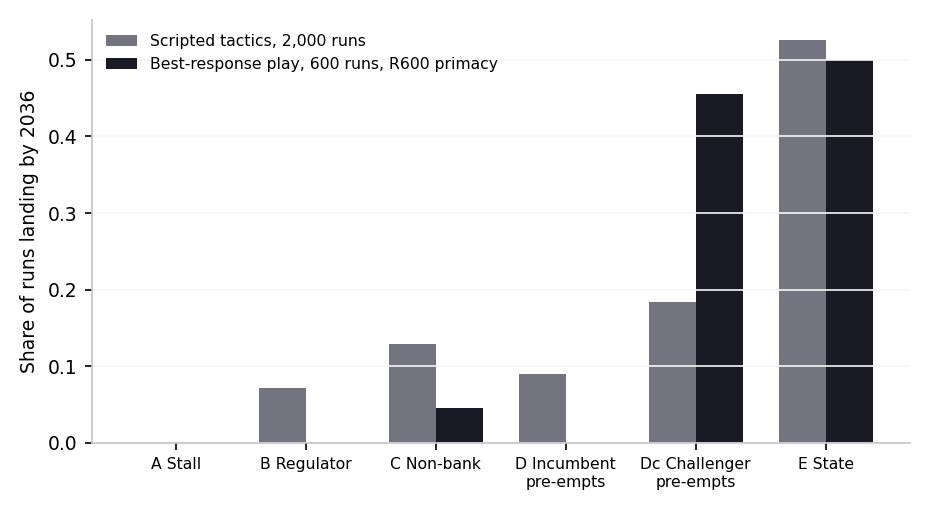 Scripted tactics, 2,000 runs
Best-response play, 600 runs, R600 primacy
Share of runs landing by 2036
0.5
0.4
0.3
0.2
0.1
0.0
A Stall
B Regulator
C Non-bank
D Incumbent
pre-empts
Dc Challenger
pre-empts
E State